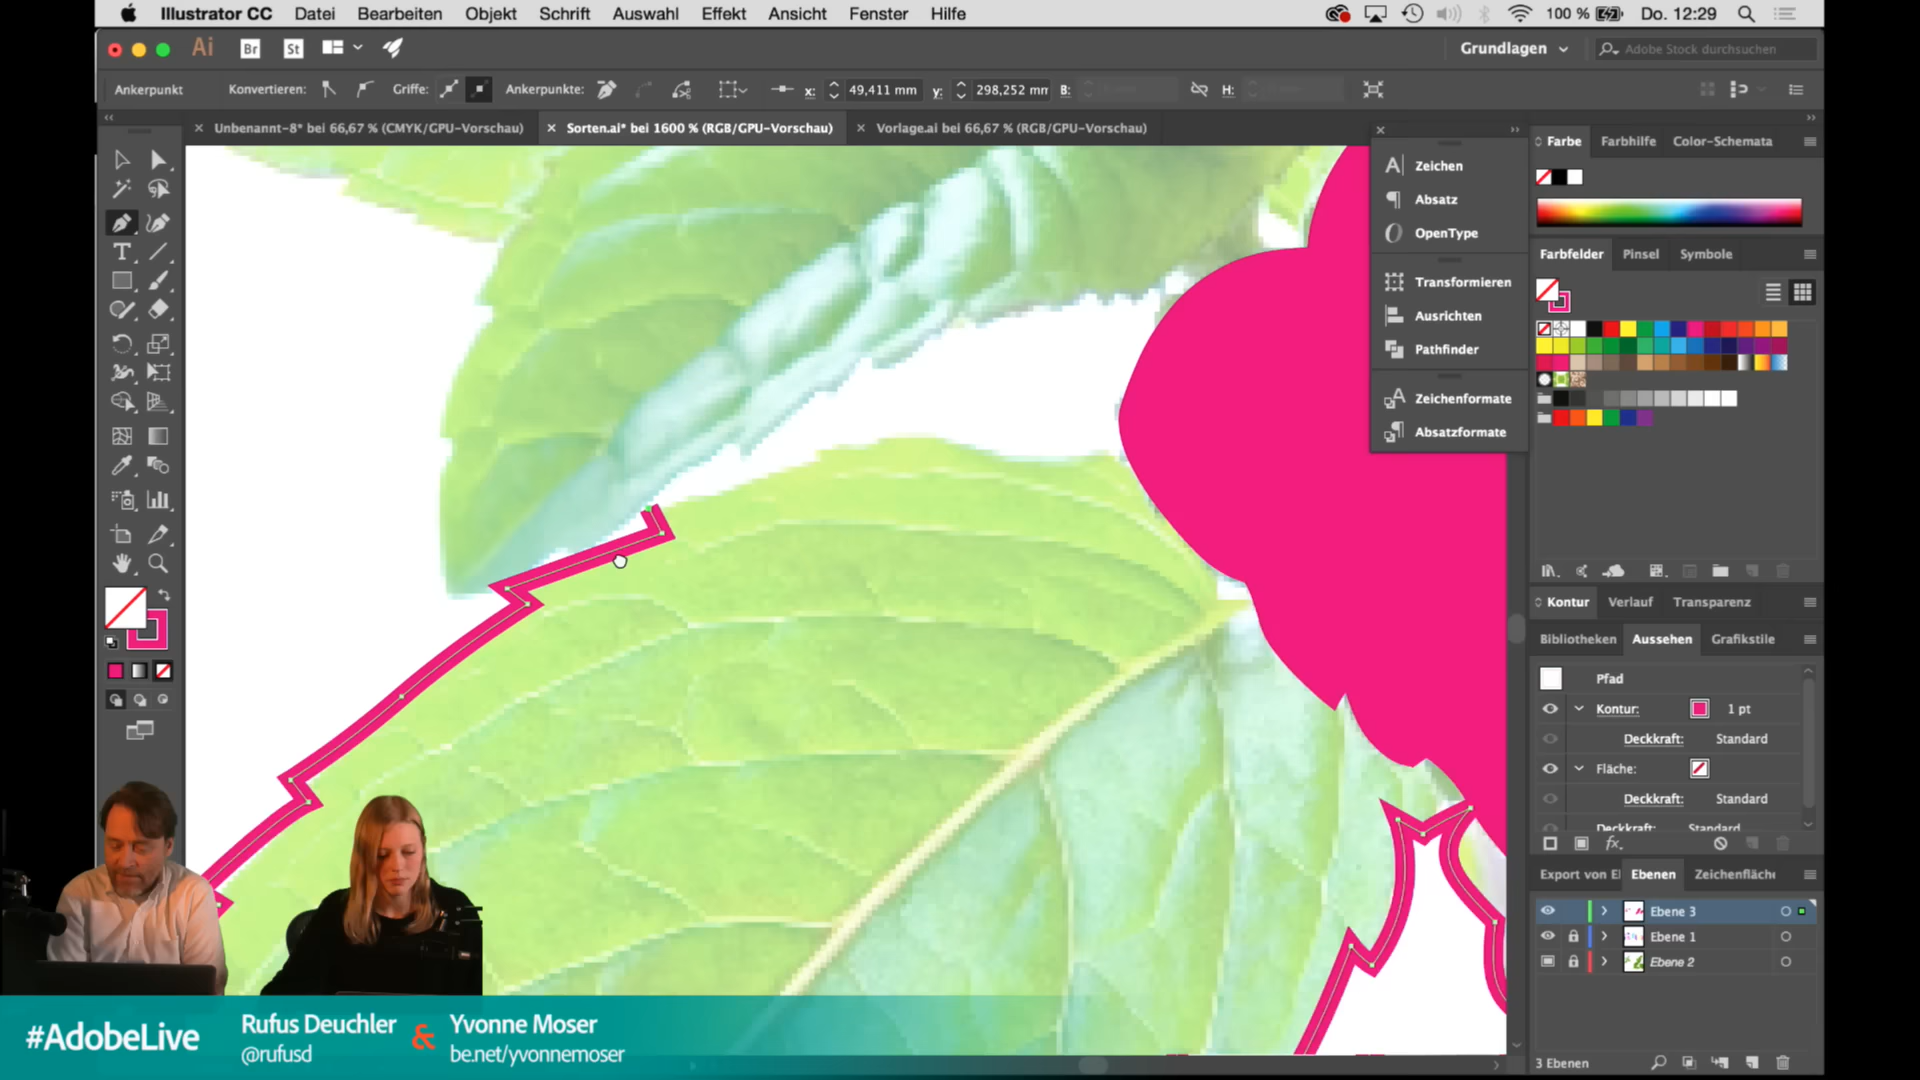 Illustrator CC Datei Bearbeiten Objekt Schrift Auswahl Effekt Ansicht Fenster Hilfe 100 % Do. 12:29
Ai Br St Grundlagen Adobe Stock durchsuchen
Ankerpunkt Konvertieren: Griffe: Ankerpunkte: x: 49,411 mm y: 298,252 mm B: H:
Unbenannt-8* bei 66,67 % (CMYK/GPU-Vorschau) Sorten.ai* bei 1600 % (RGB/GPU-Vorschau) Vorlage.ai bei 66,67 % (RGB/GPU-Vorschau)
Zeichen
Absatz
OpenType
Transformieren
Ausrichten
Pathfinder
Zeichenformate
Absatzformate
Farbe Farbhilfe Color-Schemata
Farbfelder Pinsel Symbole
Kontur Verlauf Transparenz
Bibliotheken Aussehen Grafikstile
Pfad
Kontur: 1 pt
Deckkraft: Standard
Fläche:
Deckkraft: Standard
Deckkraft: Standard
fx.
Export von El Ebenen Zeichenfläche
Ebene 3
Ebene 1
Ebene 2
3 Ebenen
#AdobeLive
Rufus Deuchler
@rufusd
&
Yvonne Moser
be.net/yvonnemoser